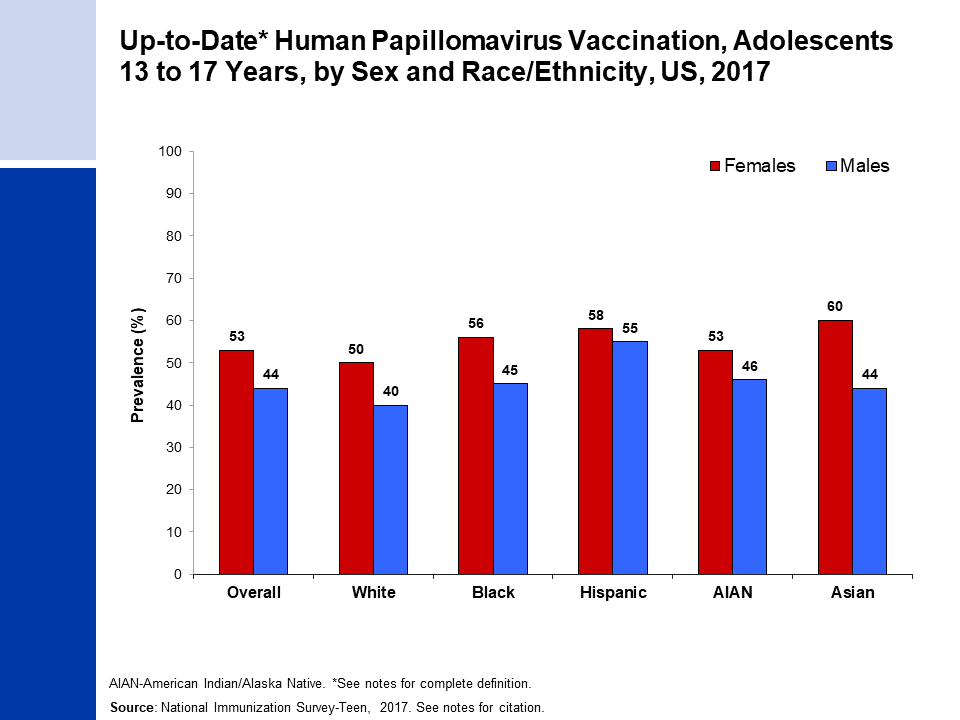 Up-to-Date* Human Papillomavirus Vaccination, Adolescents
13 to 17 Years, by Sex and Race/Ethnicity, US, 2017
Females Males
Prevalence (%)
100
90
80
70
60
50
40
30
20
10
0
53 44 50 40 56 45 58 55 53 46 60 44
Overall White Black Hispanic AIAN Asian
AIAN-American Indian/Alaska Native. *See notes for complete definition.
Source: National Immunization Survey-Teen, 2017. See notes for citation.